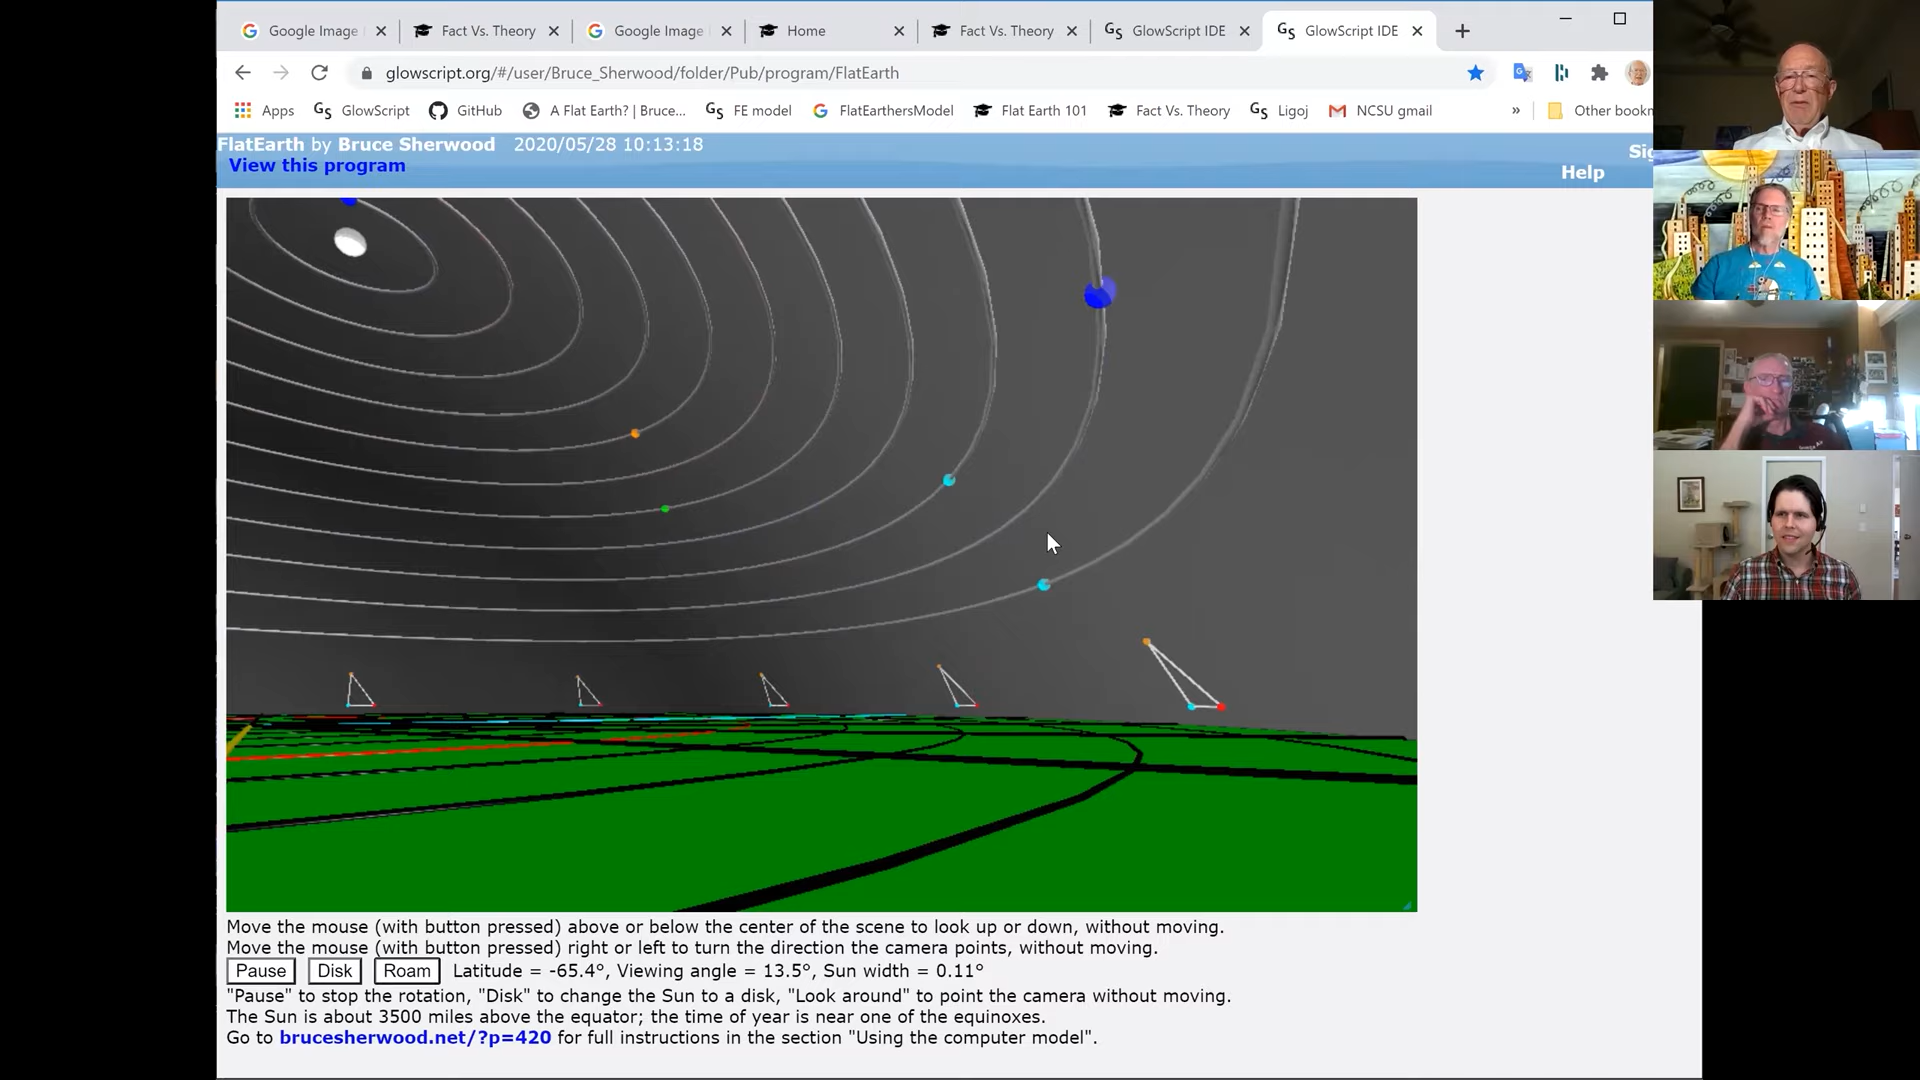 Google Image
Fact Vs. Theory
Google Image
Home
Fact Vs. Theory
GlowScript IDE
GlowScript IDE
glowscript.org/#/user/Bruce_Sherwood/folder/Pub/program/FlatEarth
Apps
GlowScript
GitHub
A Flat Earth? | Bruce...
FE model
FlatEarthersModel
Flat Earth 101
Fact Vs. Theory
Ligoj
NCSU gmail
»
Other bookm
FlatEarth by Bruce Sherwood 2020/05/28 10:13:18
View this program
Sig
Help
Move the mouse (with button pressed) above or below the center of the scene to look up or down, without moving.
Move the mouse (with button pressed) right or left to turn the direction the camera points, without moving.
Pause Disk Roam Latitude = -65.4°, Viewing angle = 13.5°, Sun width = 0.11°
"Pause" to stop the rotation, "Disk" to change the Sun to a disk, "Look around" to point the camera without moving.
The Sun is about 3500 miles above the equator; the time of year is near one of the equinoxes.
Go to brucesherwood.net/?p=420 for full instructions in the section "Using the computer model".